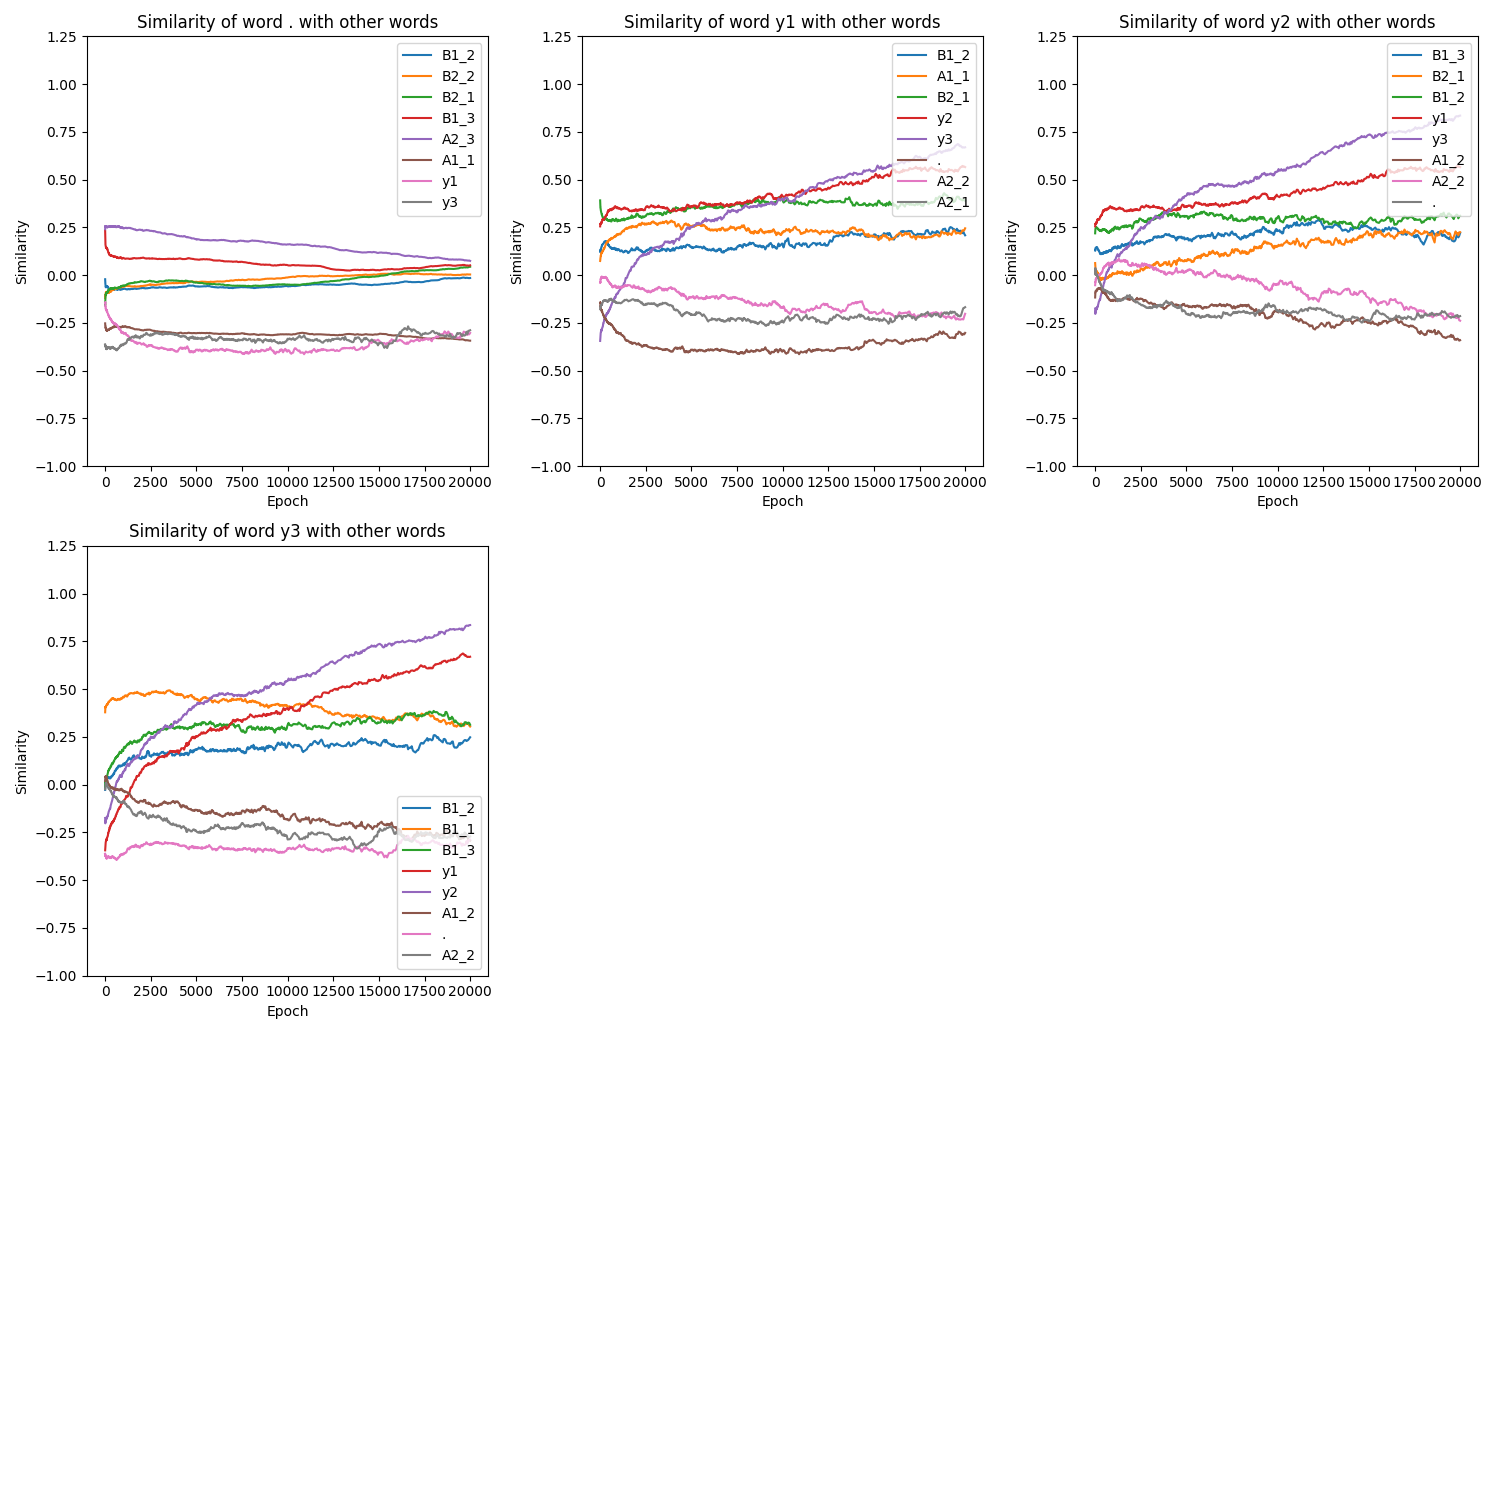 Similarity of word . with other words
1.25
1.00
0.75
0.50
0.25
0.00
−0.25
−0.50
−0.75
−1.00
Similarity
0 2500 5000 7500 10000 12500 15000 17500 20000
Epoch
B1_2
B2_2
B2_1
B1_3
A2_3
A1_1
y1
y3
Similarity of word y1 with other words
1.25
1.00
0.75
0.50
0.25
0.00
−0.25
−0.50
−0.75
−1.00
Similarity
0 2500 5000 7500 10000 12500 15000 17500 20000
Epoch
B1_2
A1_1
B2_1
y2
y3
.
A2_2
A2_1
Similarity of word y2 with other words
1.25
1.00
0.75
0.50
0.25
0.00
−0.25
−0.50
−0.75
−1.00
Similarity
0 2500 5000 7500 10000 12500 15000 17500 20000
Epoch
B1_3
B2_1
B1_2
y1
y3
A1_2
A2_2
.
Similarity of word y3 with other words
1.25
1.00
0.75
0.50
0.25
0.00
−0.25
−0.50
−0.75
−1.00
Similarity
0 2500 5000 7500 10000 12500 15000 17500 20000
Epoch
B1_2
B1_1
B1_3
y1
y2
A1_2
.
A2_2